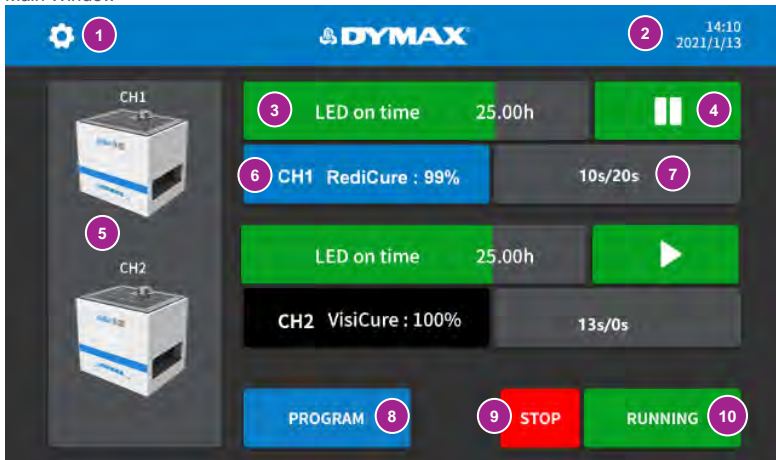 Main Window
1
DYMAX
2
14:10
2021/1/13
CH1
3 LED on time 25.00h
4
6 CH1 RediCure : 99%
10s/20s 7
5
CH2
LED on time 25.00h
CH2 VisiCure : 100%
13s/0s
PROGRAM 8
9 STOP
RUNNING 10